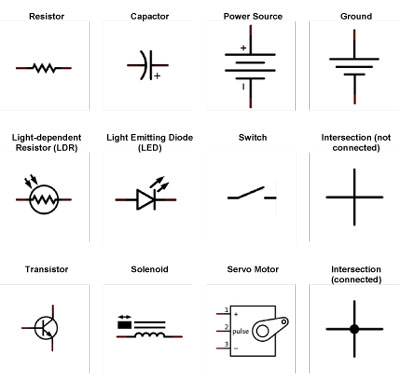 Resistor
Capactor
Power Source
Ground
+
+
Light-dependent
Resistor (LDR)
Light Emitting Diode
(LED)
Switch
Intersection (not
connected)
Transistor
Solenoid
Servo Motor
Intersection
(connected)
1
+
2
pulse
3
−